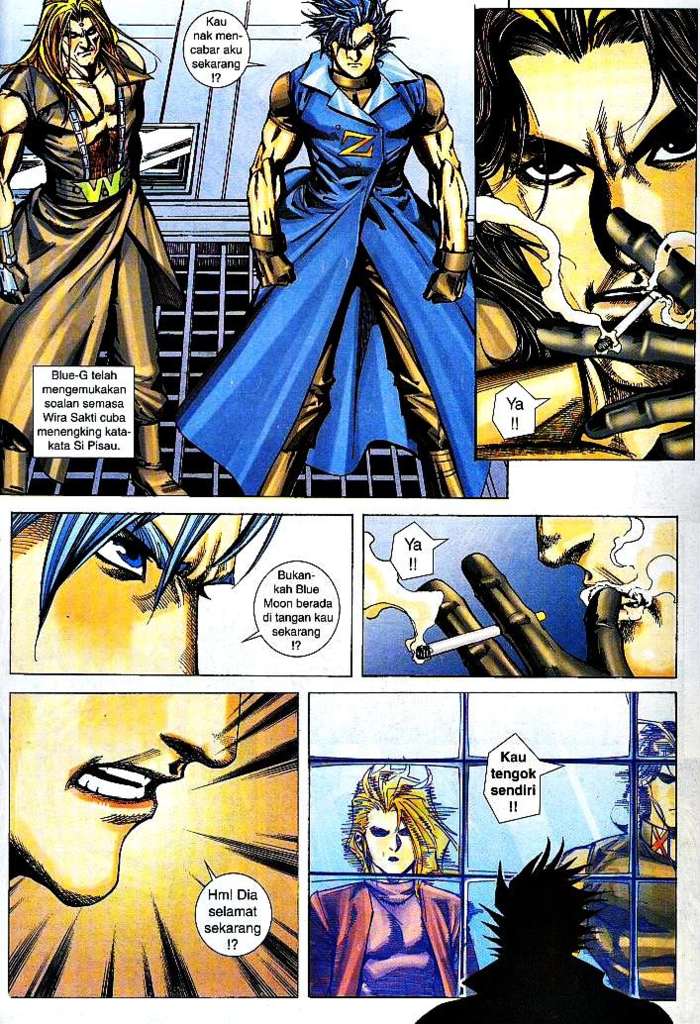 Kau
nak men-
cabar aku
sekarang
!?
Z
W
Blue-G telah
mengemukakan
soalan semasa
Wira Sakti cuba
menengking kata-
kata Si Pisau.
Ya
!!
Bukan-
kah Blue
Moon berada
di tangan kau
sekarang
!?
Ya
!!
Hm! Dia
selamat
sekarang
!?
Kau
tengok
sendiri
!!